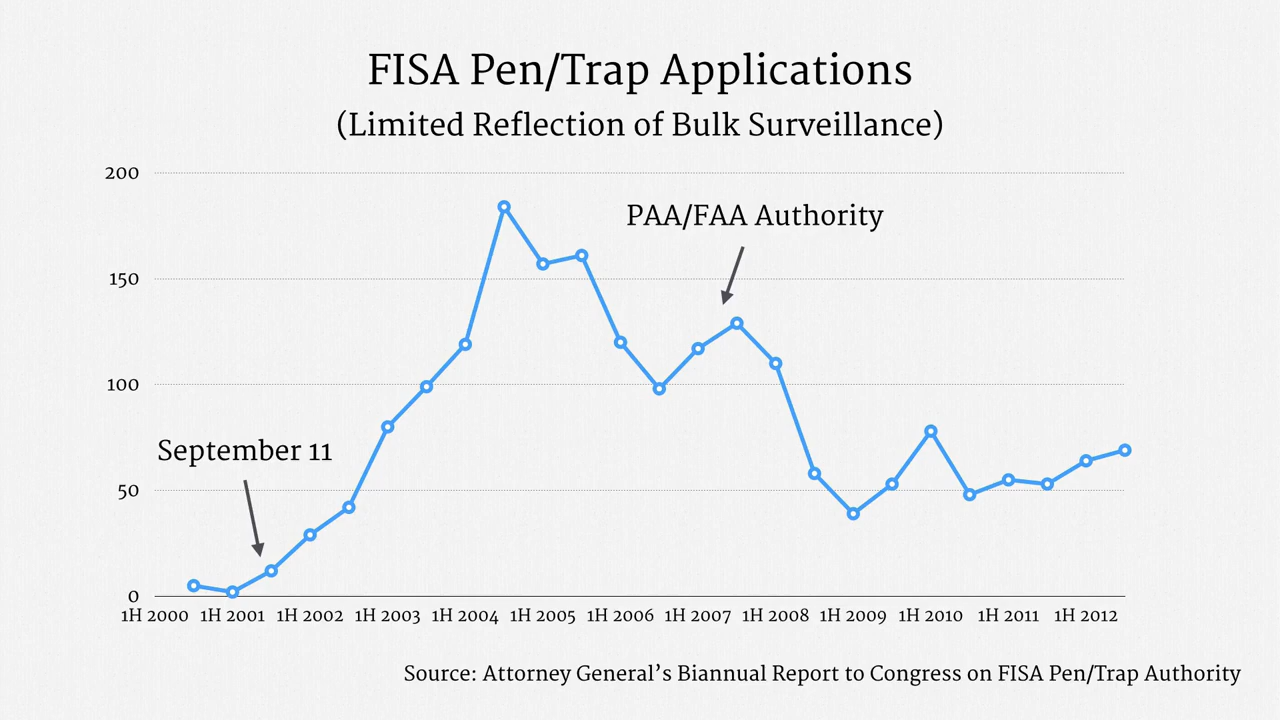 FISA Pen/Trap Applications
(Limited Reflection of Bulk Surveillance)
200
PAA/FAA Authority
150
100
September 11
50
0
1H 2000 1H 2001 1H 2002 1H 2003 1H 2004 1H 2005 1H 2006 1H 2007 1H 2008 1H 2009 1H 2010 1H 2011 1H 2012
Source: Attorney General’s Biannual Report to Congress on FISA Pen/Trap Authority